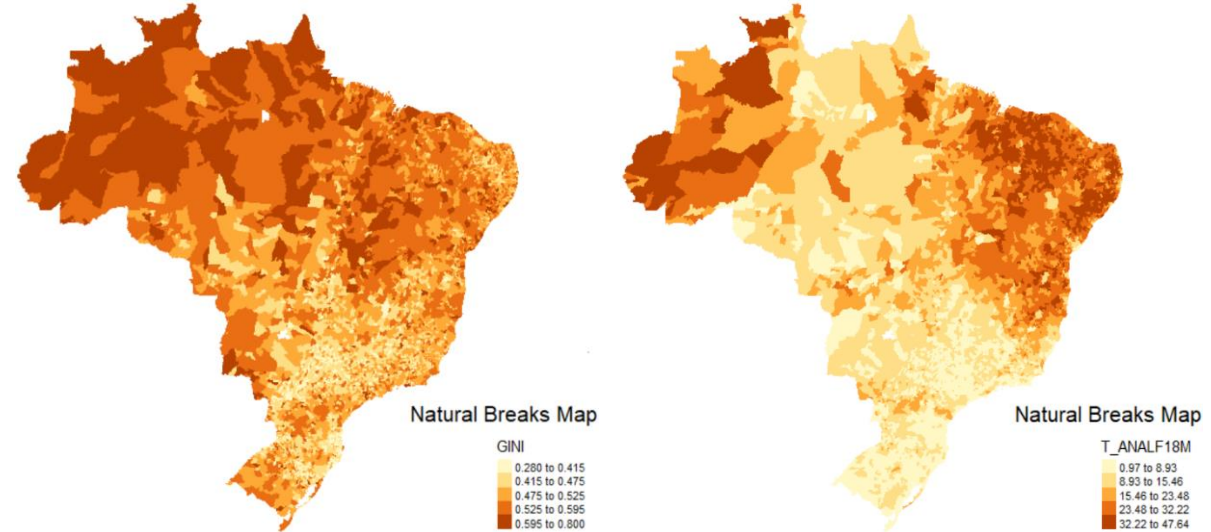 Natural Breaks Map
GINI
0.280 to 0.415
0.415 to 0.475
0.475 to 0.525
0.525 to 0.595
0.595 to 0.800
Natural Breaks Map
T_ANALF18M
0.97 to 8.93
8.93 to 15.46
15.46 to 23.48
23.48 to 32.22
32.22 to 47.64